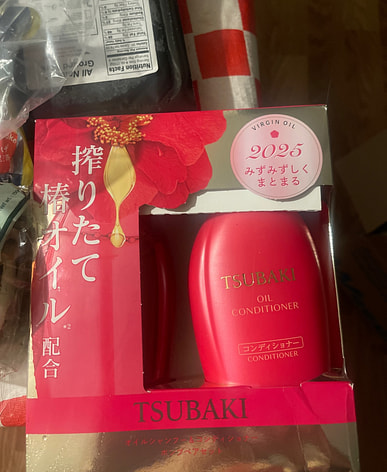 Nutrition Facts
VIRGIN OIL
2025
みずみずしく
まとまる
搾りたて
椿オイル※2 配合
TSUBAKI
OIL
CONDITIONER
コンディショナー
CONDITIONER
TSUBAKI